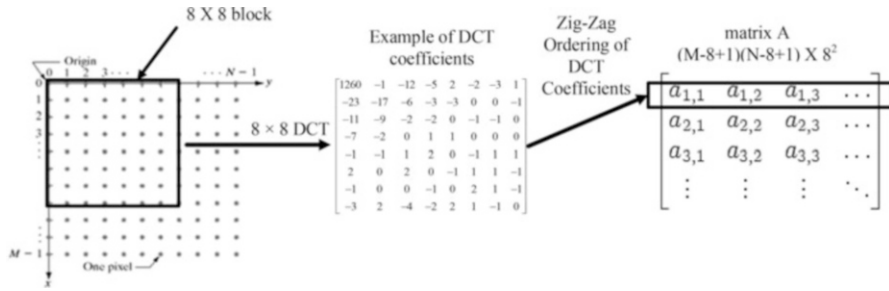 8 X 8 block
Origin
0 1 2 3 · · · · · · N − 1
y
0
1
2
3
⋮
M − 1
x
One pixel
8 × 8 DCT
Example of DCT
coefficients
1260 −1 −12 −5 2 −2 −3 1
−23 −17 −6 −3 −3 0 0 −1
−11 −9 −2 −2 0 −1 −1 0
−7 −2 0 1 1 0 0 0
−1 −1 1 2 0 −1 1 1
2 0 2 0 −1 1 1 −1
−1 0 0 −1 0 2 1 −1
−3 2 −4 −2 2 1 −1 0
Zig-Zag
Ordering of
DCT
Coefficients
matrix A
(M-8+1)(N-8+1) X 8²
a₁,₁ a₁,₂ a₁,₃ ⋯
a₂,₁ a₂,₂ a₂,₃ ⋯
a₃,₁ a₃,₂ a₃,₃ ⋯
⋮ ⋮ ⋮ ⋱